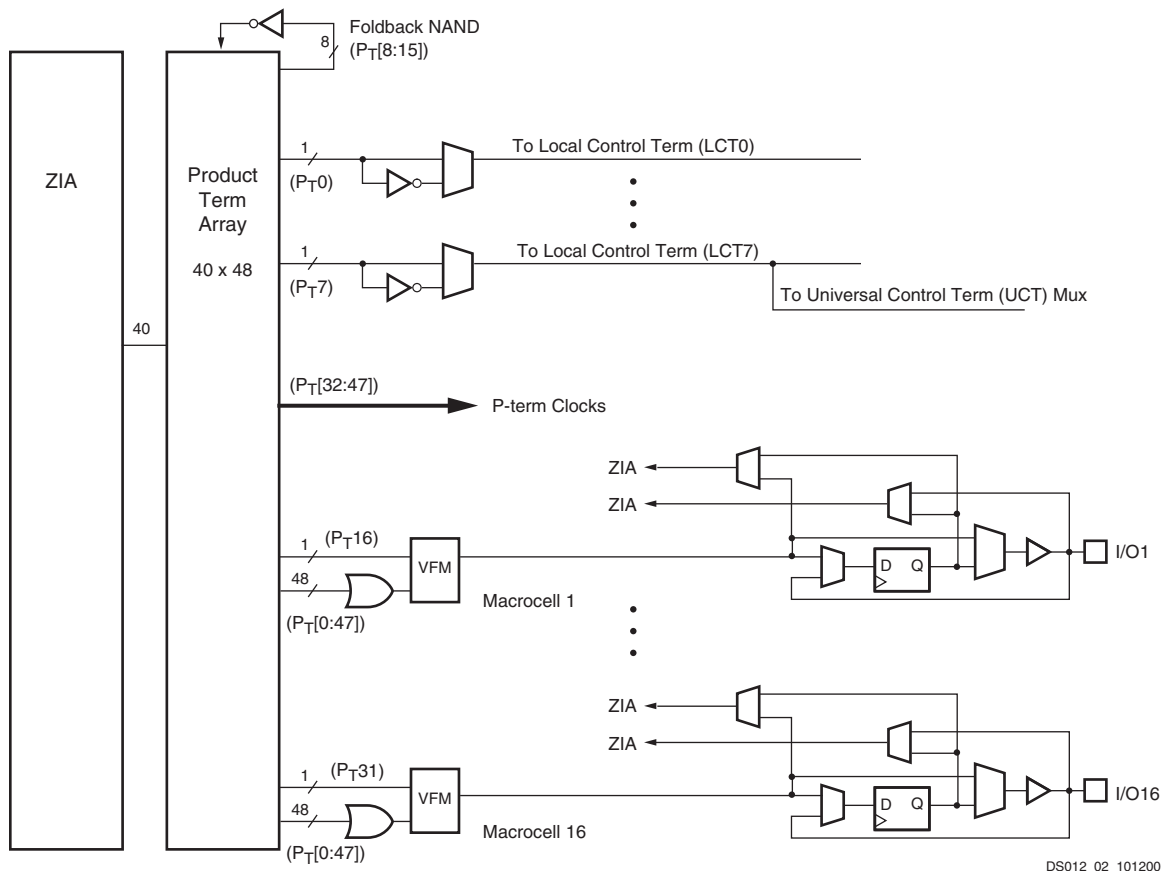 Foldback NAND
8
(PT[8:15])
ZIA
Product
Term
Array
40 x 48
1
(PT0)
To Local Control Term (LCT0)
1
(PT7)
To Local Control Term (LCT7)
To Universal Control Term (UCT) Mux
40
(PT[32:47])
P-term Clocks
ZIA
ZIA
1
(PT16)
48
(PT[0:47])
VFM
Macrocell 1
D Q
I/O1
ZIA
ZIA
1
(PT31)
48
(PT[0:47])
VFM
Macrocell 16
D Q
I/O16
DS012_02_101200